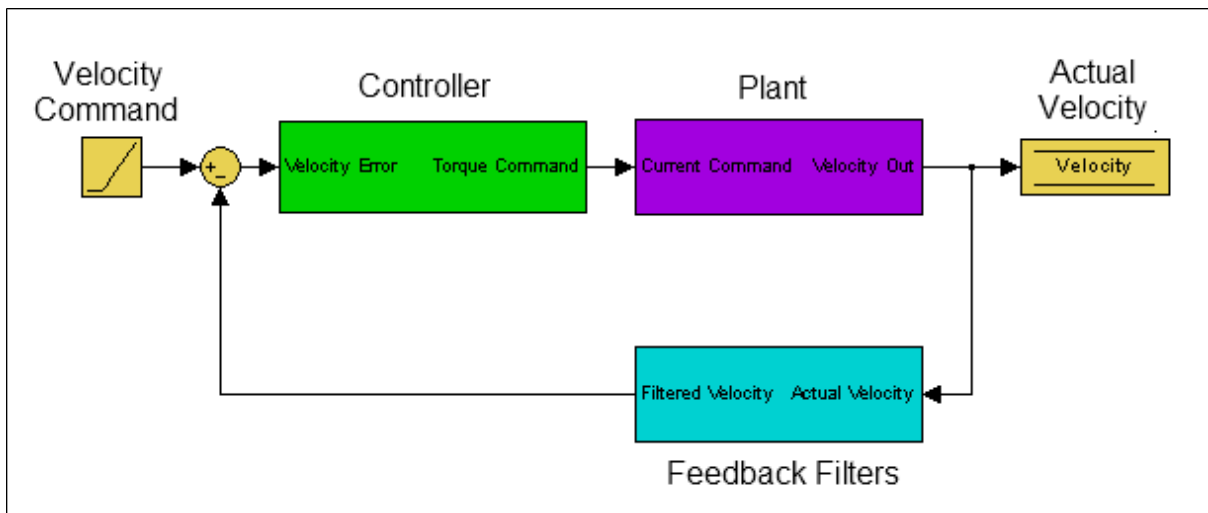 Velocity
Command
Controller
Plant
Actual
Velocity
+
-
Velocity Error
Torque Command
Current Command
Velocity Out
Velocity
Filtered Velocity
Actual Velocity
Feedback Filters